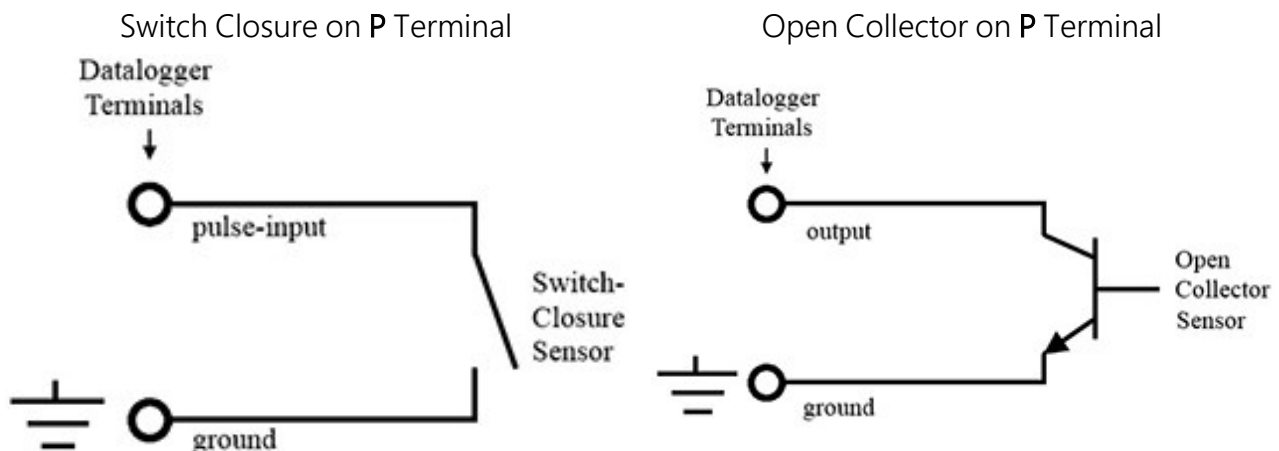 Switch Closure on P Terminal
Datalogger
Terminals
pulse-input
Switch-
Closure
Sensor
ground
Open Collector on P Terminal
Datalogger
Terminals
output
Open
Collector
Sensor
ground